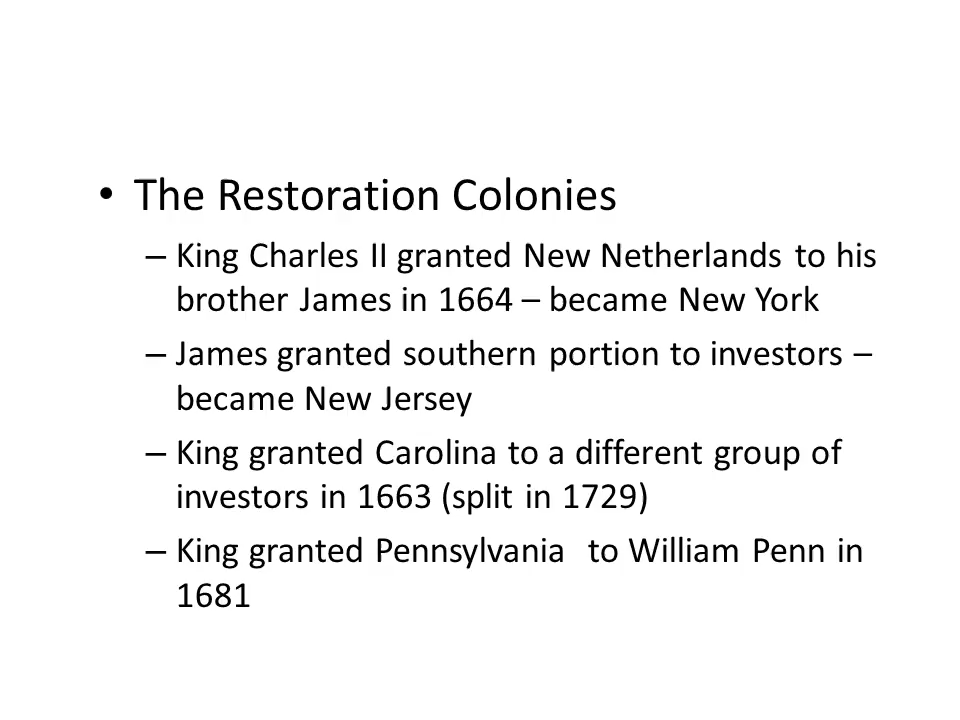 • The Restoration Colonies
– King Charles II granted New Netherlands to his
brother James in 1664 – became New York
– James granted southern portion to investors –
became New Jersey
– King granted Carolina to a different group of
investors in 1663 (split in 1729)
– King granted Pennsylvania  to William Penn in
1681